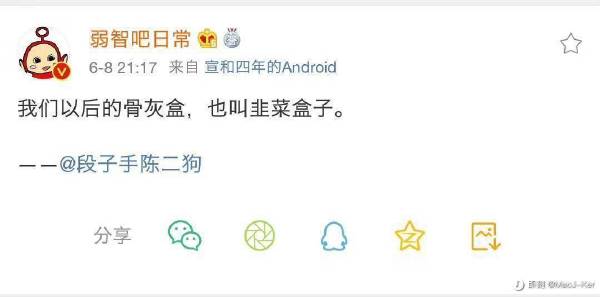 弱智吧日常
6-8 21:17 来自 宣和四年的Android
我们以后的骨灰盒，也叫韭菜盒子。
——@段子手陈二狗
分享
@MacJ-Ker